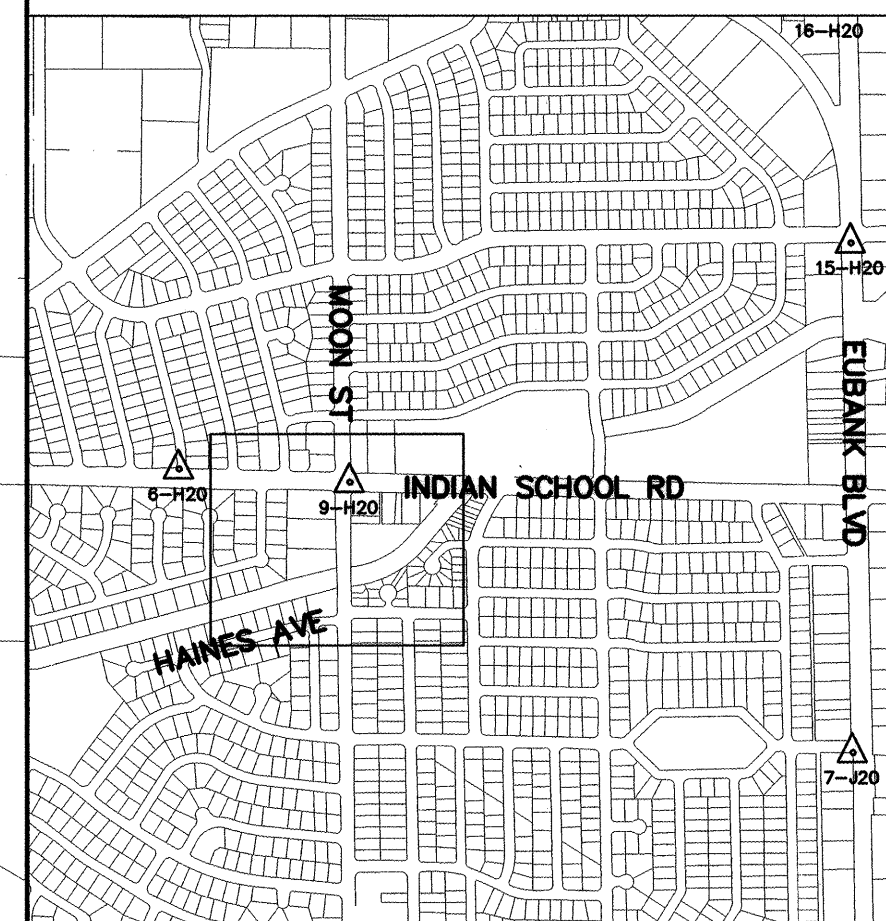 16-H20
15-H20
MOON ST
EUBANK BLVD
6-H20
9-H20
INDIAN SCHOOL RD
HAINES AVE
7-J20